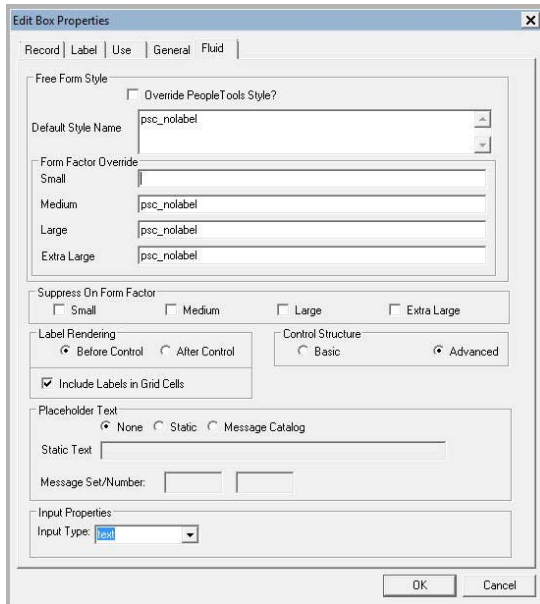 Edit Box Properties
Record Label Use General Fluid
Free Form Style
Override PeopleTools Style?
Default Style Name psc_nolabel
Form Factor Override
Small
Medium psc_nolabel
Large psc_nolabel
Extra Large psc_nolabel
Suppress On Form Factor
Small Medium Large Extra Large
Label Rendering Control Structure
Before Control After Control Basic Advanced
Include Labels in Grid Cells
Placeholder Text
None Static Message Catalog
Static Text
Message Set/Number:
Input Properties
Input Type: text
OK Cancel